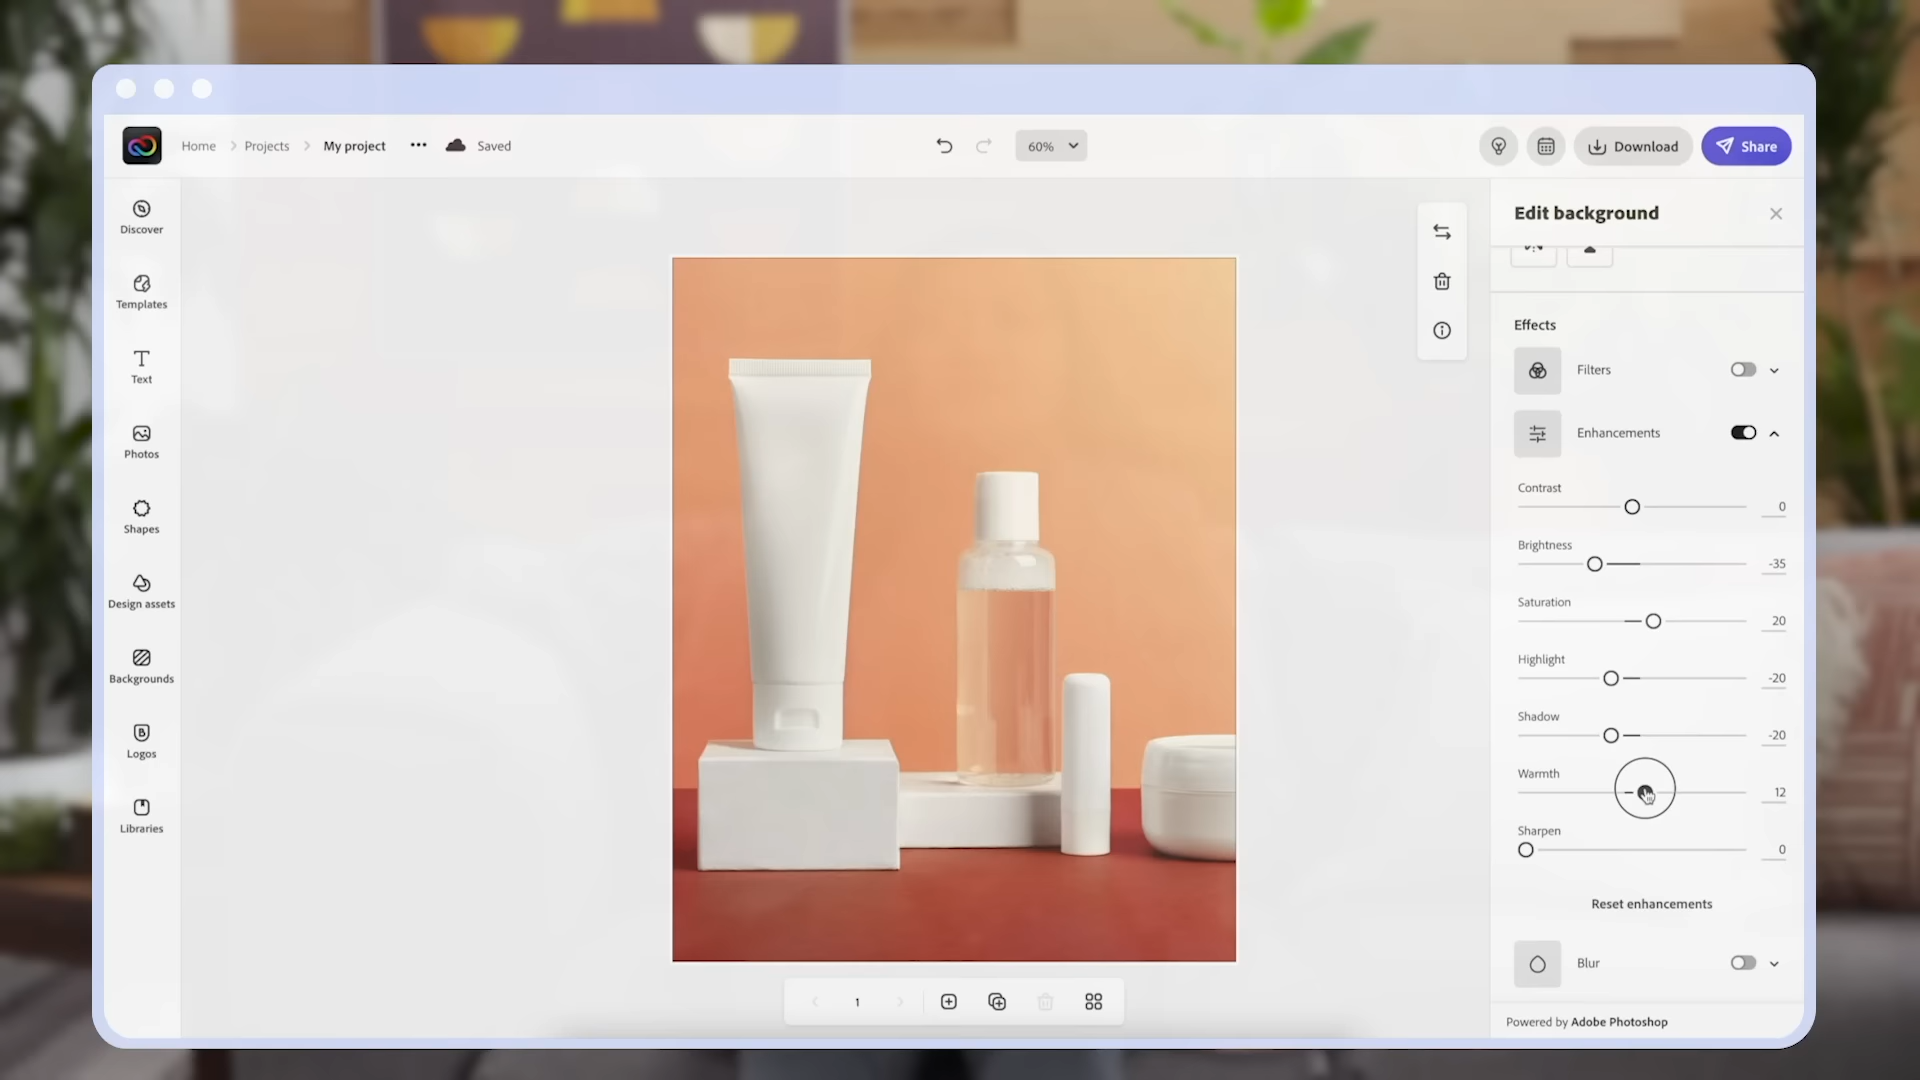 Home
Projects
My project
Saved
60%
Download
Share
Discover
Templates
Text
Photos
Shapes
Design assets
Backgrounds
Logos
Libraries
Edit background
Effects
Filters
Enhancements
Contrast
0
Brightness
-35
Saturation
20
Highlight
-20
Shadow
-20
Warmth
12
Sharpen
0
Reset enhancements
Blur
Powered by Adobe Photoshop
1